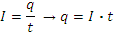 I = q/t → q = I · t